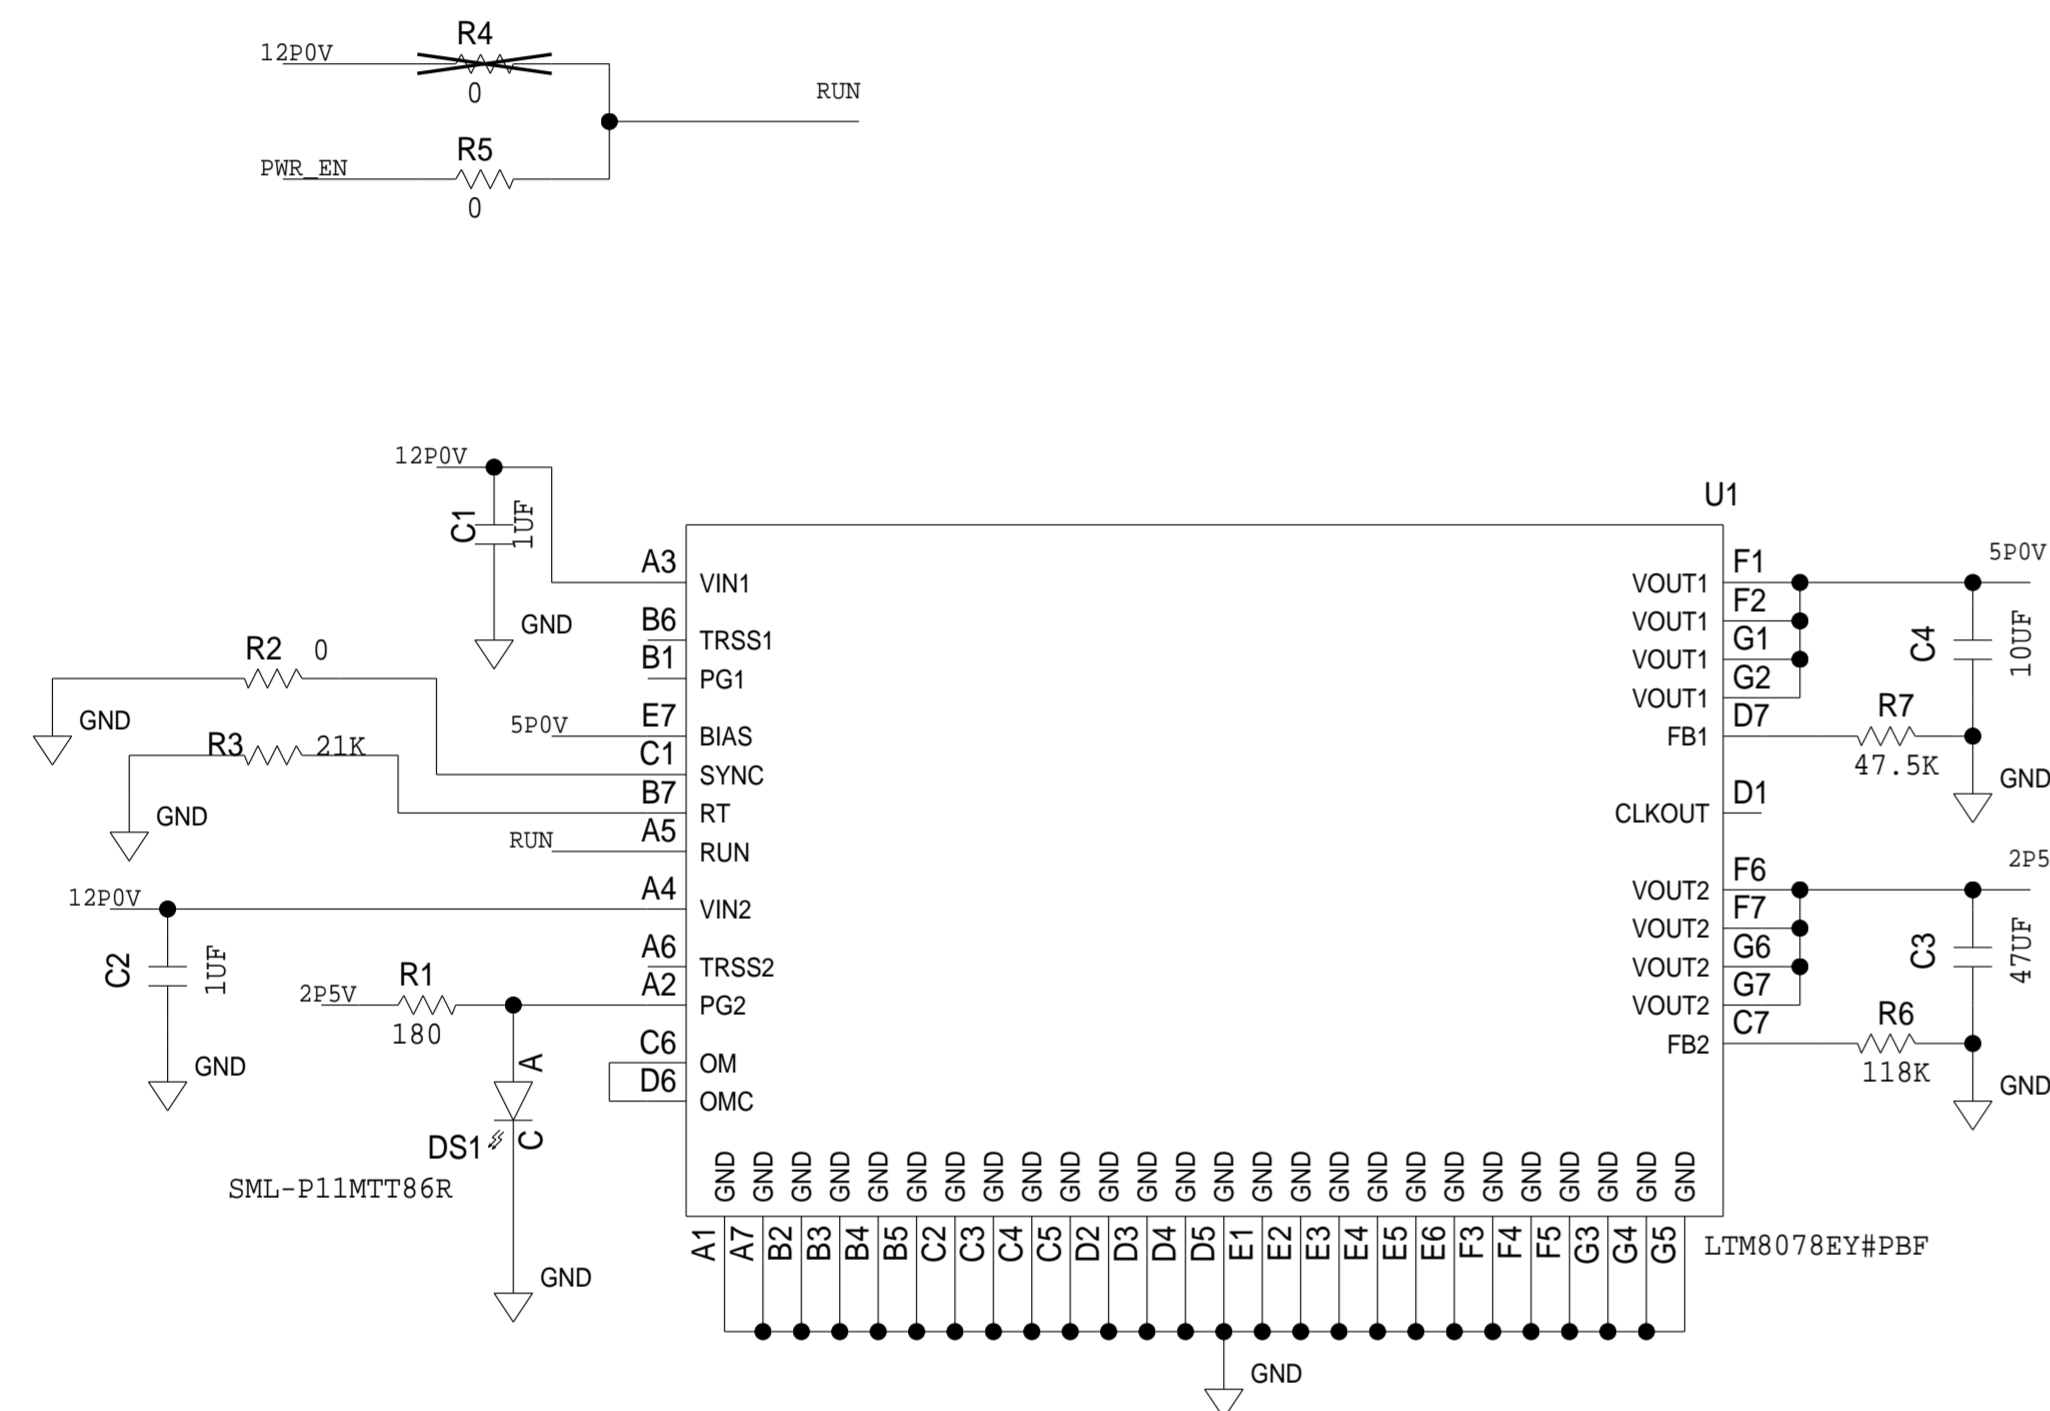 R4
12P0V
0
RUN
R5
PWR_EN
0
12P0V
C1
1UF
GND
U1
A3
VIN1
B6
TRSS1
B1
PG1
R2 0
GND
5P0V
E7
BIAS
C1
SYNC
R3 21K
GND
B7
RT
RUN
A5
RUN
12P0V
A4
VIN2
C2
1UF
GND
A6
TRSS2
2P5V
R1
180
A2
PG2
A
C
DS1
SML-P11MTT86R
GND
C6
OM
D6
OMC
VOUT1
F1
5P0V
VOUT1
F2
VOUT1
G1
VOUT1
G2
C4
10UF
FB1
D7
R7
47.5K
GND
CLKOUT
D1
VOUT2
F6
2P5
VOUT2
F7
VOUT2
G6
VOUT2
G7
C3
47UF
FB2
C7
R6
118K
GND
GND GND GND GND GND GND GND GND GND GND GND GND GND GND GND GND GND GND GND GND GND GND GND GND GND GND
A1 A7 B2 B3 B4 B5 C2 C3 C4 C5 D2 D3 D4 D5 E1 E2 E3 E4 E5 E6 F3 F4 F5 G3 G4 G5
LTM8078EY#PBF
GND